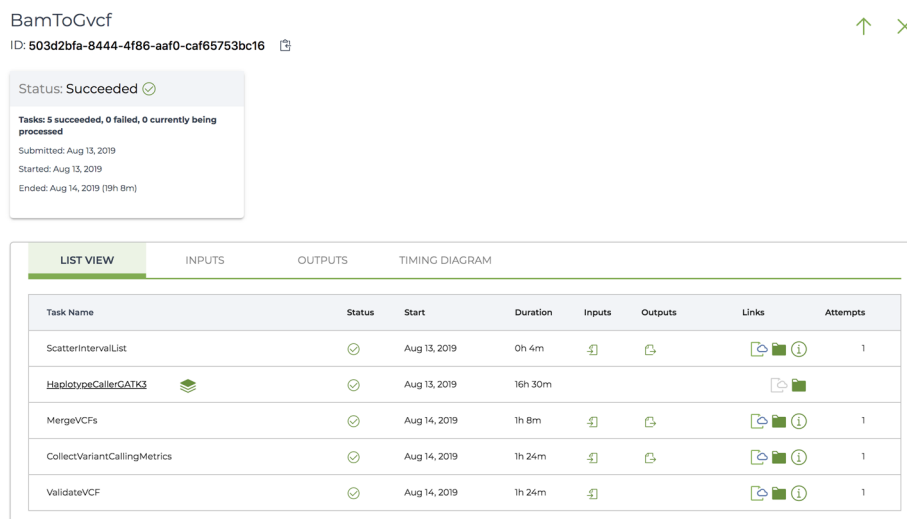 BamToGvcf
ID: 503d2bfa-8444-4f86-aaf0-caf65753bc16
Status: Succeeded
Tasks: 5 succeeded, 0 failed, 0 currently being
processed
Submitted: Aug 13, 2019
Started: Aug 13, 2019
Ended: Aug 14, 2019 (19h 8m)
LIST VIEW INPUTS OUTPUTS TIMING DIAGRAM
Task Name Status Start Duration Inputs Outputs Links Attempts
ScatterIntervalList Aug 13, 2019 0h 4m 1
HaplotypeCallerGATK3 Aug 13, 2019 16h 30m
MergeVCFs Aug 14, 2019 1h 8m 1
CollectVariantCallingMetrics Aug 14, 2019 1h 24m 1
ValidateVCF Aug 14, 2019 1h 24m 1